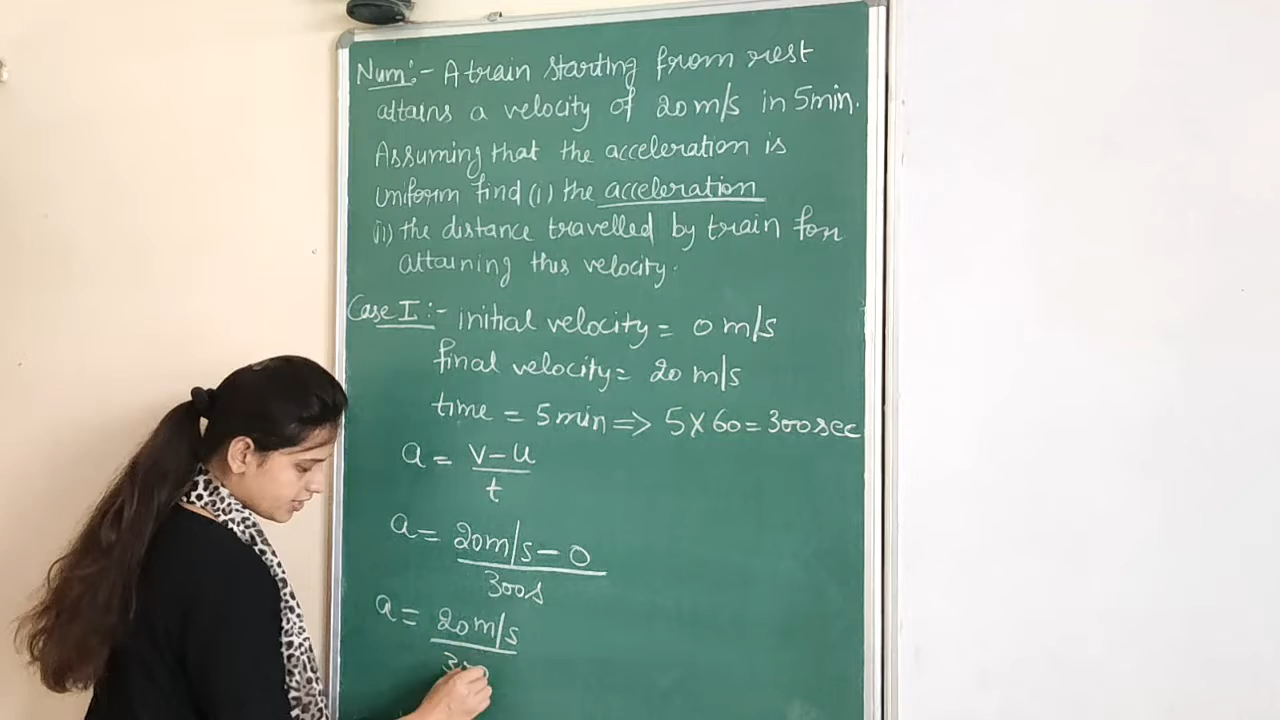 Num:- A train starting from rest
attains a velocity of 20 m/s in 5min.
Assuming that the acceleration is
uniform find (i) the acceleration
(ii) the distance travelled by train for
attaining this velocity.
Case I :- initial velocity = 0 m/s
final velocity = 20 m/s
time = 5 min => 5 X 60 = 300 sec
a = v - u
t
a = 20m/s - 0
300s
a = 20m/s